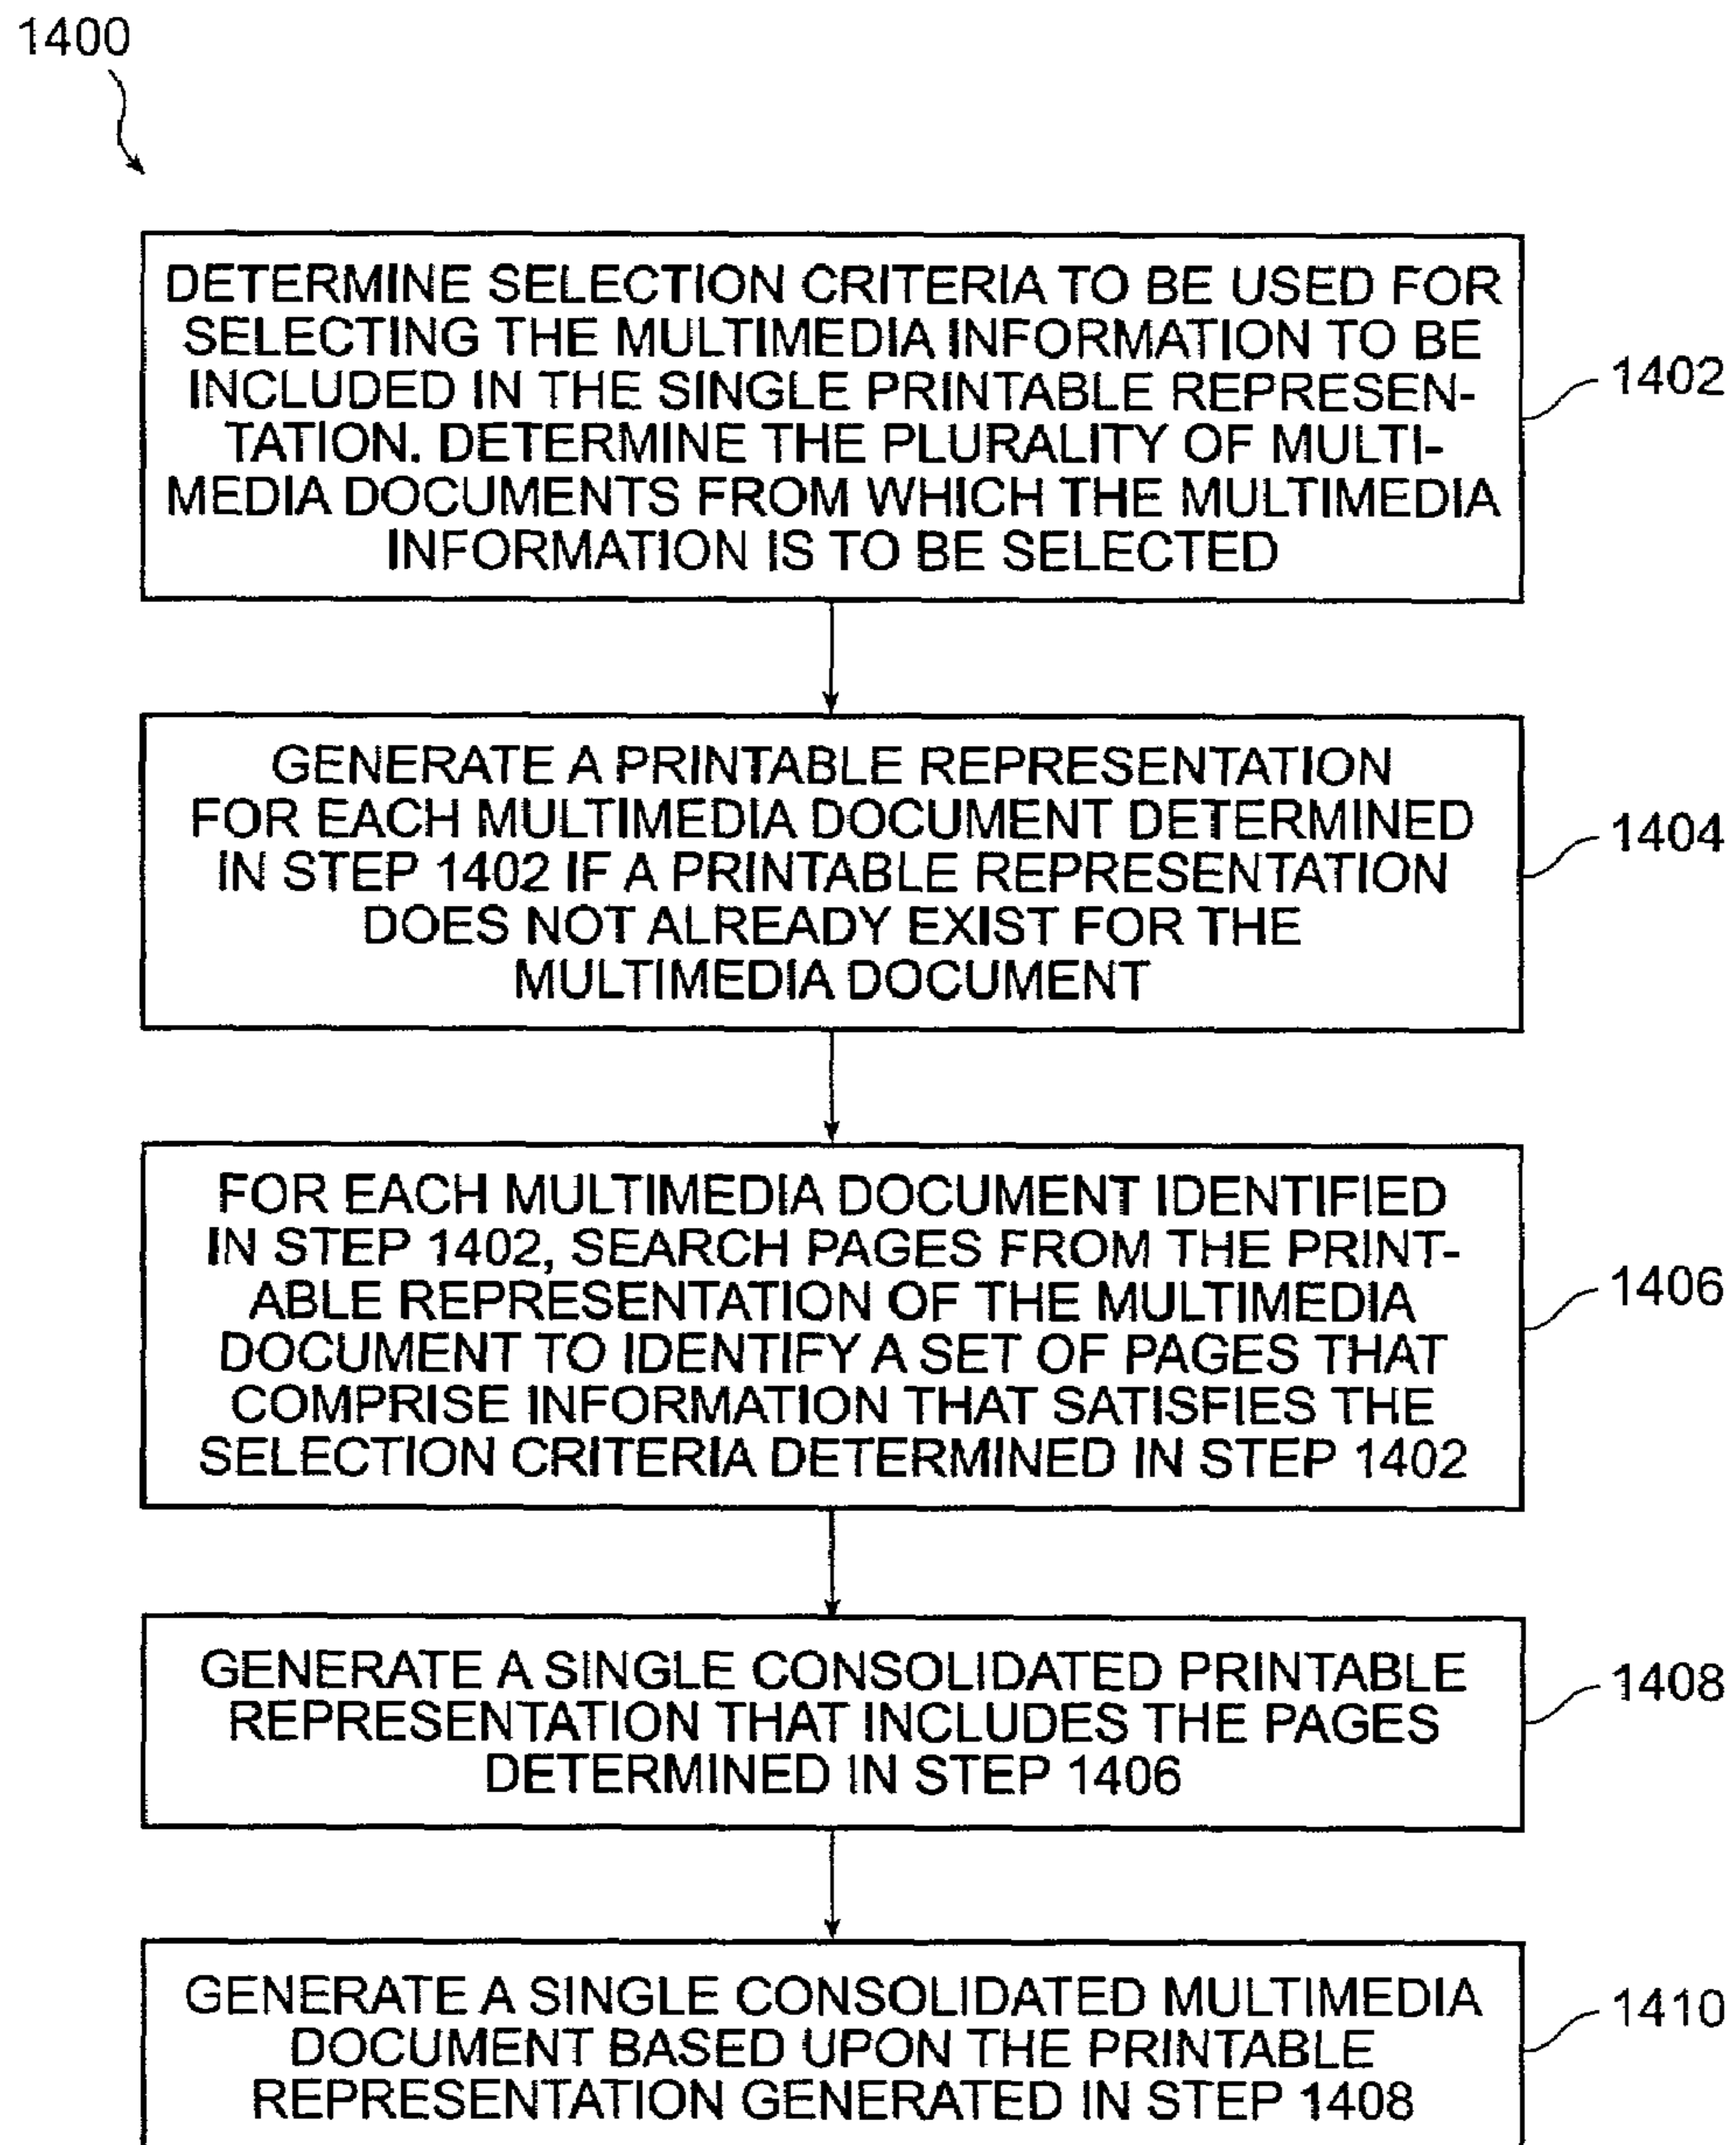 1400
DETERMINE SELECTION CRITERIA TO BE USED FOR
SELECTING THE MULTIMEDIA INFORMATION TO BE
INCLUDED IN THE SINGLE PRINTABLE REPRESEN-
TATION. DETERMINE THE PLURALITY OF MULTI-
MEDIA DOCUMENTS FROM WHICH THE MULTIMEDIA
INFORMATION IS TO BE SELECTED
1402
GENERATE A PRINTABLE REPRESENTATION
FOR EACH MULTIMEDIA DOCUMENT DETERMINED
IN STEP 1402 IF A PRINTABLE REPRESENTATION
DOES NOT ALREADY EXIST FOR THE
MULTIMEDIA DOCUMENT
1404
FOR EACH MULTIMEDIA DOCUMENT IDENTIFIED
IN STEP 1402, SEARCH PAGES FROM THE PRINT-
ABLE REPRESENTATION OF THE MULTIMEDIA
DOCUMENT TO IDENTIFY A SET OF PAGES THAT
COMPRISE INFORMATION THAT SATISFIES THE
SELECTION CRITERIA DETERMINED IN STEP 1402
1406
GENERATE A SINGLE CONSOLIDATED PRINTABLE
REPRESENTATION THAT INCLUDES THE PAGES
DETERMINED IN STEP 1406
1408
GENERATE A SINGLE CONSOLIDATED MULTIMEDIA
DOCUMENT BASED UPON THE PRINTABLE
REPRESENTATION GENERATED IN STEP 1408
1410